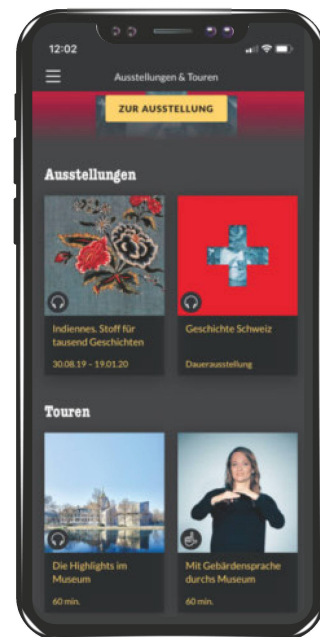 12:02
Ausstellungen & Touren
ZUR AUSSTELLUNG
Ausstellungen
Indiennes. Stoff für
tausend Geschichten
30.08.19 – 19.01.20
Geschichte Schweiz
Dauerausstellung
Touren
Die Highlights im
Museum
60 min.
Mit Gebärdensprache
durchs Museum
60 min.